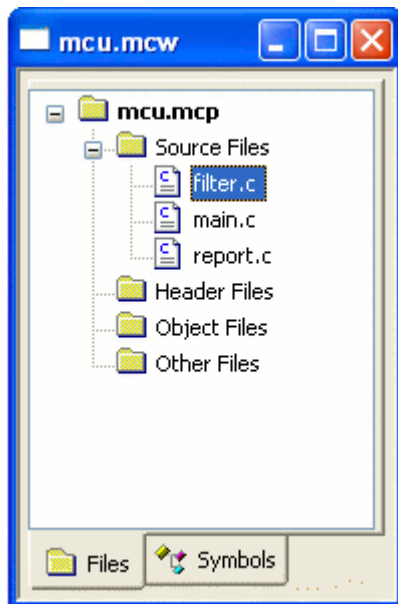 mcu.mcw
mcu.mcp
Source Files
filter.c
main.c
report.c
Header Files
Object Files
Other Files
Files
Symbols